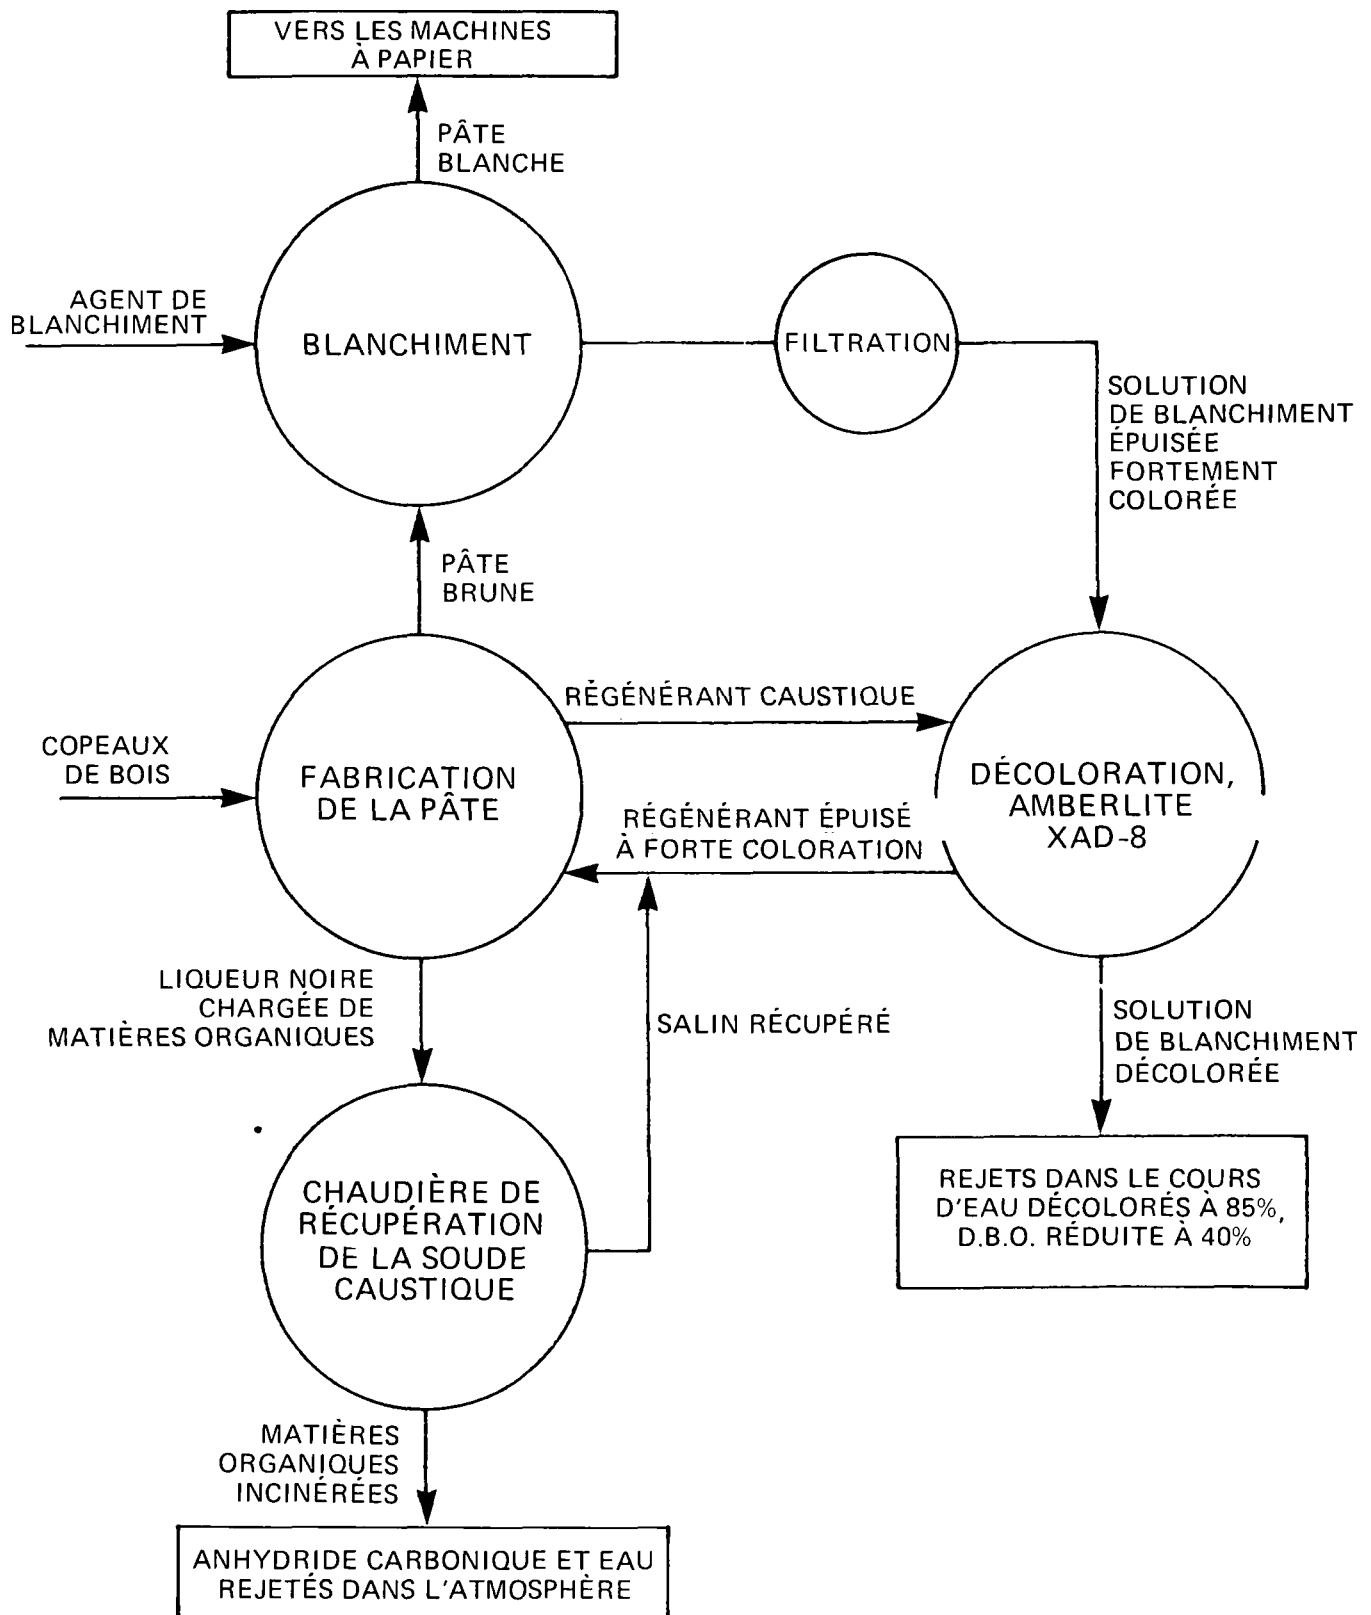 VERS LES MACHINES
À PAPIER
PÂTE
BLANCHE
AGENT DE
BLANCHIMENT
BLANCHIMENT
FILTRATION
SOLUTION
DE BLANCHIMENT
ÉPUISÉE
FORTEMENT
COLORÉE
PÂTE
BRUNE
RÉGÉNÉRANT CAUSTIQUE
COPEAUX
DE BOIS
FABRICATION
DE LA PÂTE
RÉGÉNÉRANT ÉPUISÉ
À FORTE COLORATION
DÉCOLORATION,
AMBERLITE
XAD-8
LIQUEUR NOIRE
CHARGÉE DE
MATIÈRES ORGANIQUES
SALIN RÉCUPÉRÉ
SOLUTION
DE BLANCHIMENT
DÉCOLORÉE
CHAUDIÈRE DE
RÉCUPÉRATION
DE LA SOUDE
CAUSTIQUE
REJETS DANS LE COURS
D'EAU DÉCOLORÉS À 85%,
D.B.O. RÉDUITE À 40%
MATIÈRES
ORGANIQUES
INCINÉRÉES
ANHYDRIDE CARBONIQUE ET EAU
REJETÉS DANS L'ATMOSPHÈRE